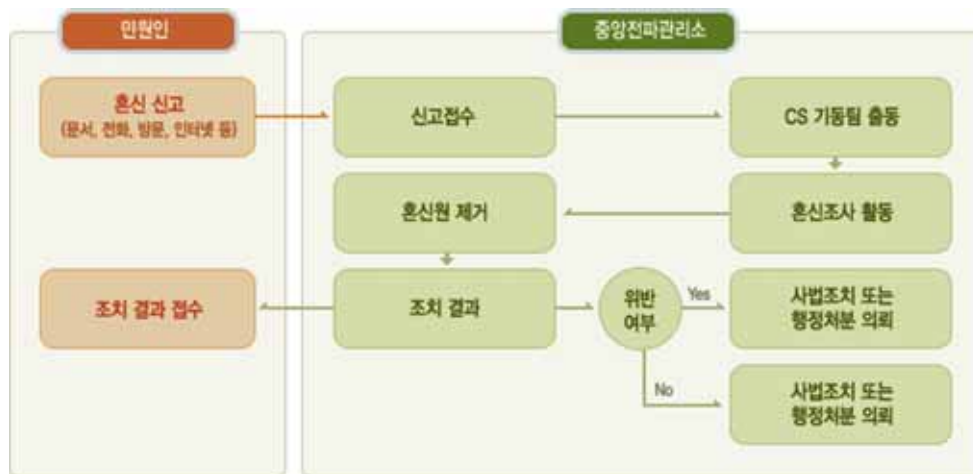 민원인
중앙전파관리소
혼신 신고
(문서, 전화, 방문, 인터넷 등)
신고접수
CS 기동팀 출동
혼신원 제거
혼신조사 활동
조치 결과 접수
조치 결과
위반
여부
Yes
사법조치 또는
행정처분 의뢰
No
사법조치 또는
행정처분 의뢰